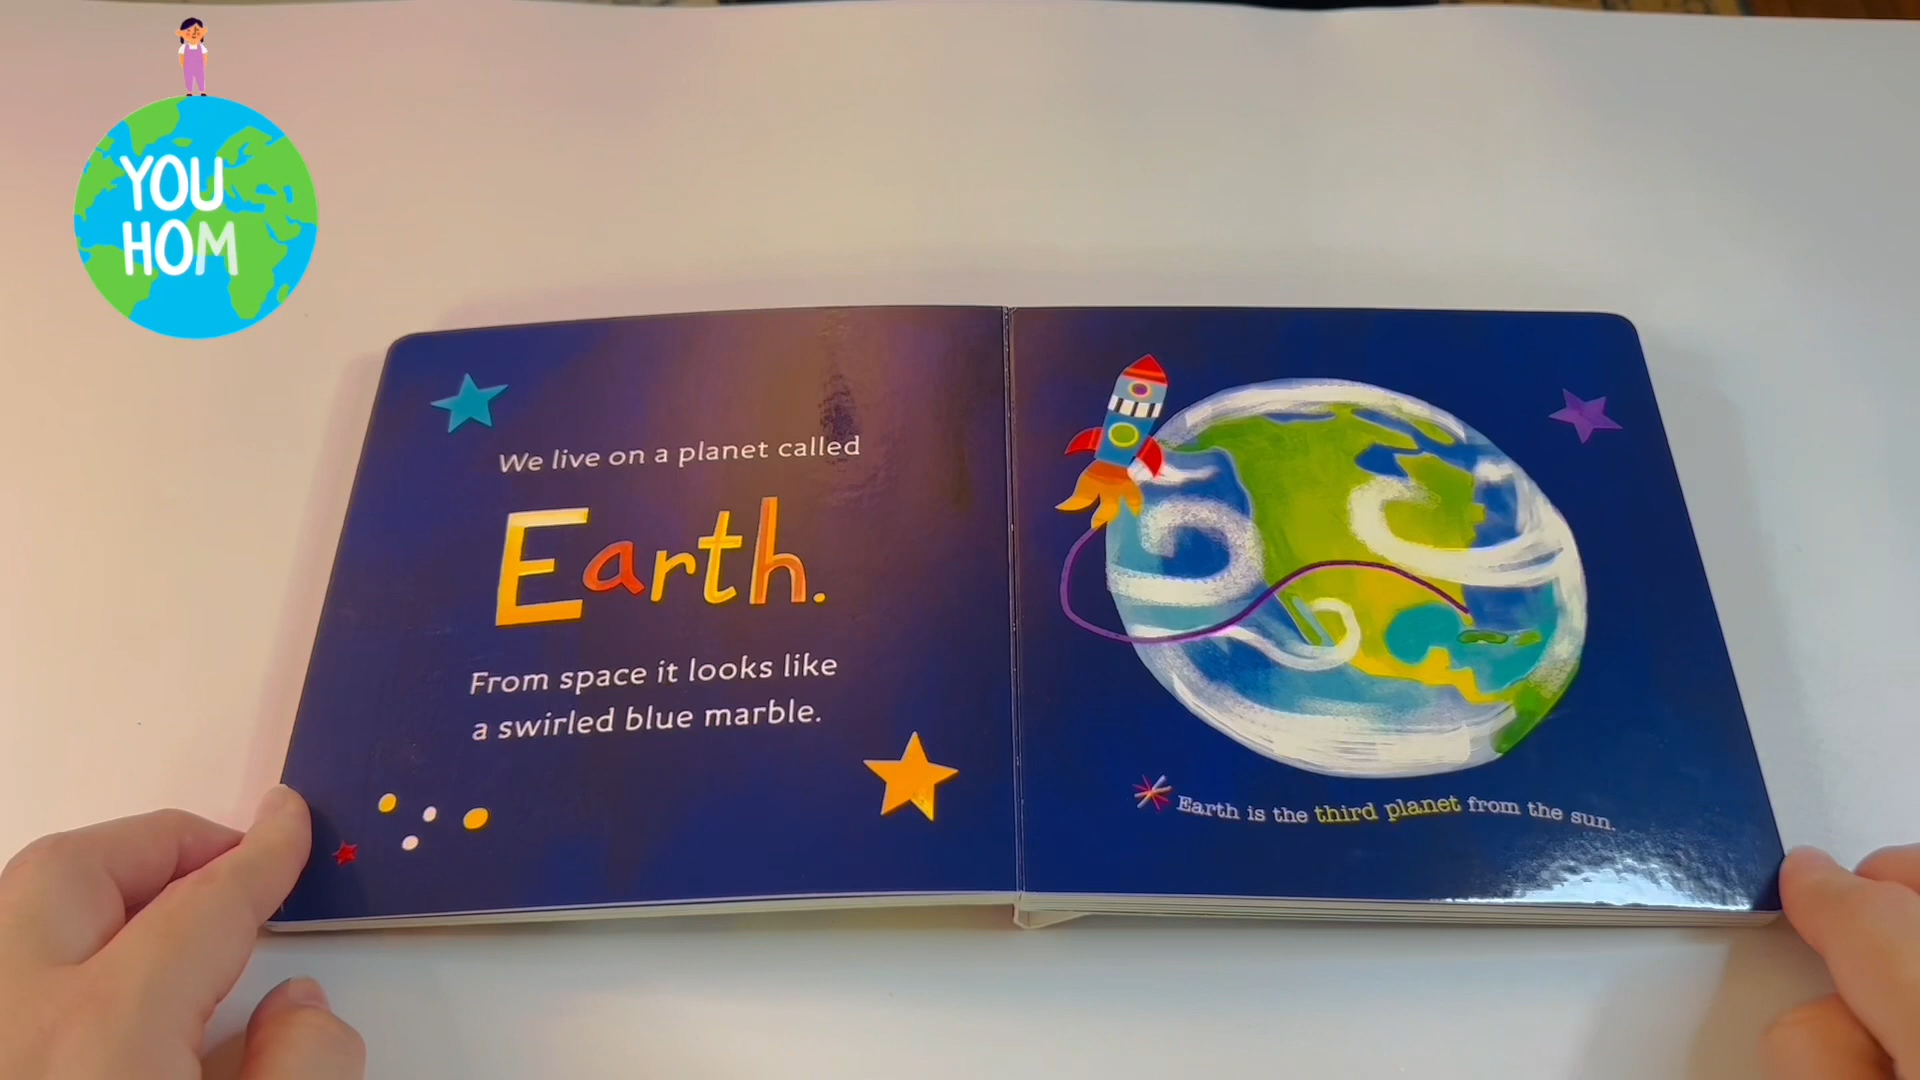 YOU
HOM
We live on a planet called
Earth.
From space it looks like
a swirled blue marble.
Earth is the third planet from the sun.